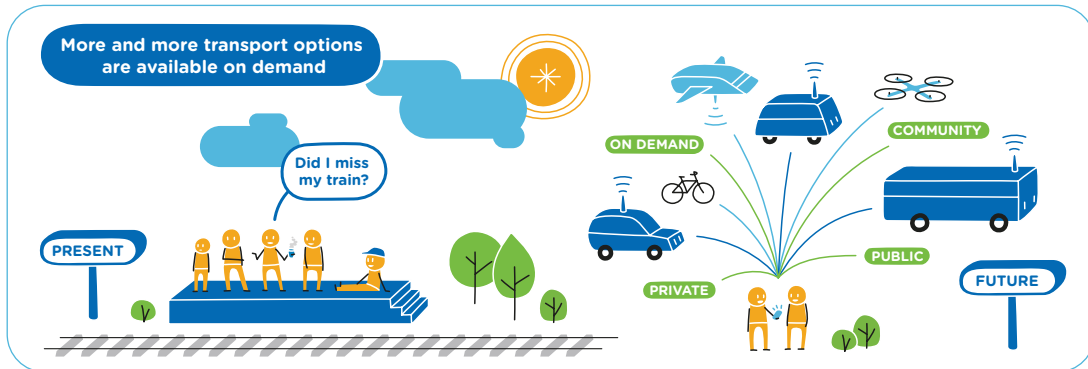 More and more transport options
are available on demand
Did I miss
my train?
PRESENT
ON DEMAND
COMMUNITY
PUBLIC
PRIVATE
FUTURE